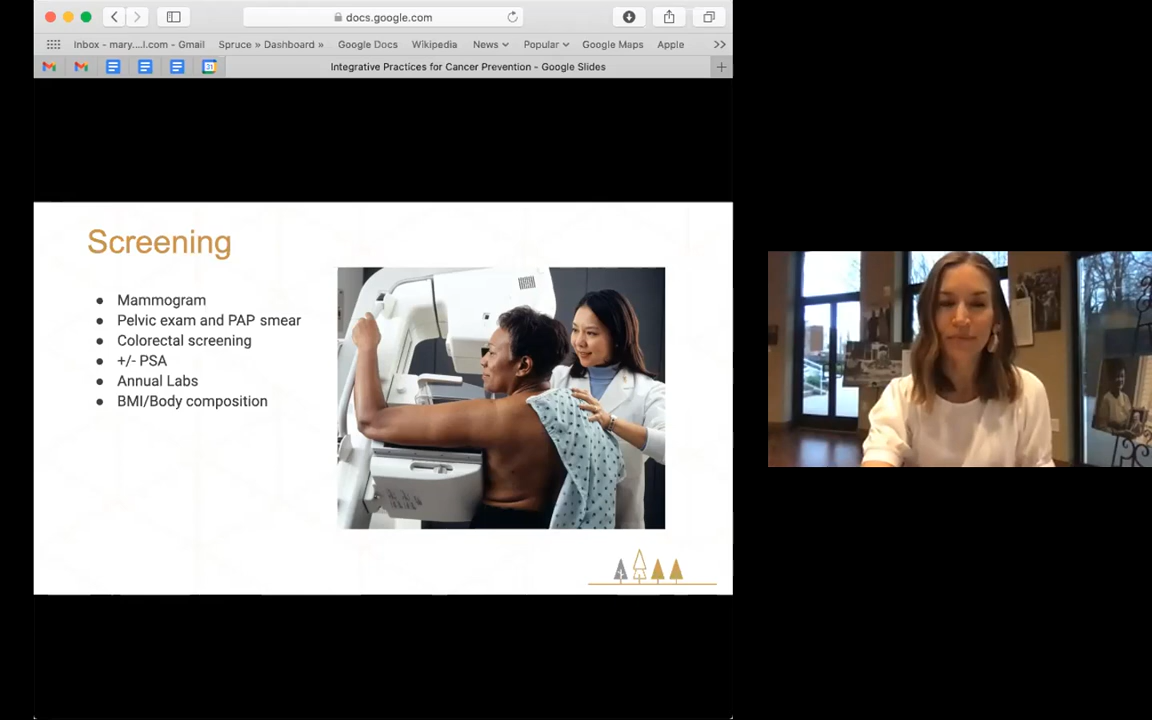 docs.google.com
Inbox - mary....l.com - Gmail Spruce » Dashboard » Google Docs Wikipedia News Popular Google Maps Apple >>
Integrative Practices for Cancer Prevention - Google Slides
Screening
● Mammogram
● Pelvic exam and PAP smear
● Colorectal screening
● +/- PSA
● Annual Labs
● BMI/Body composition